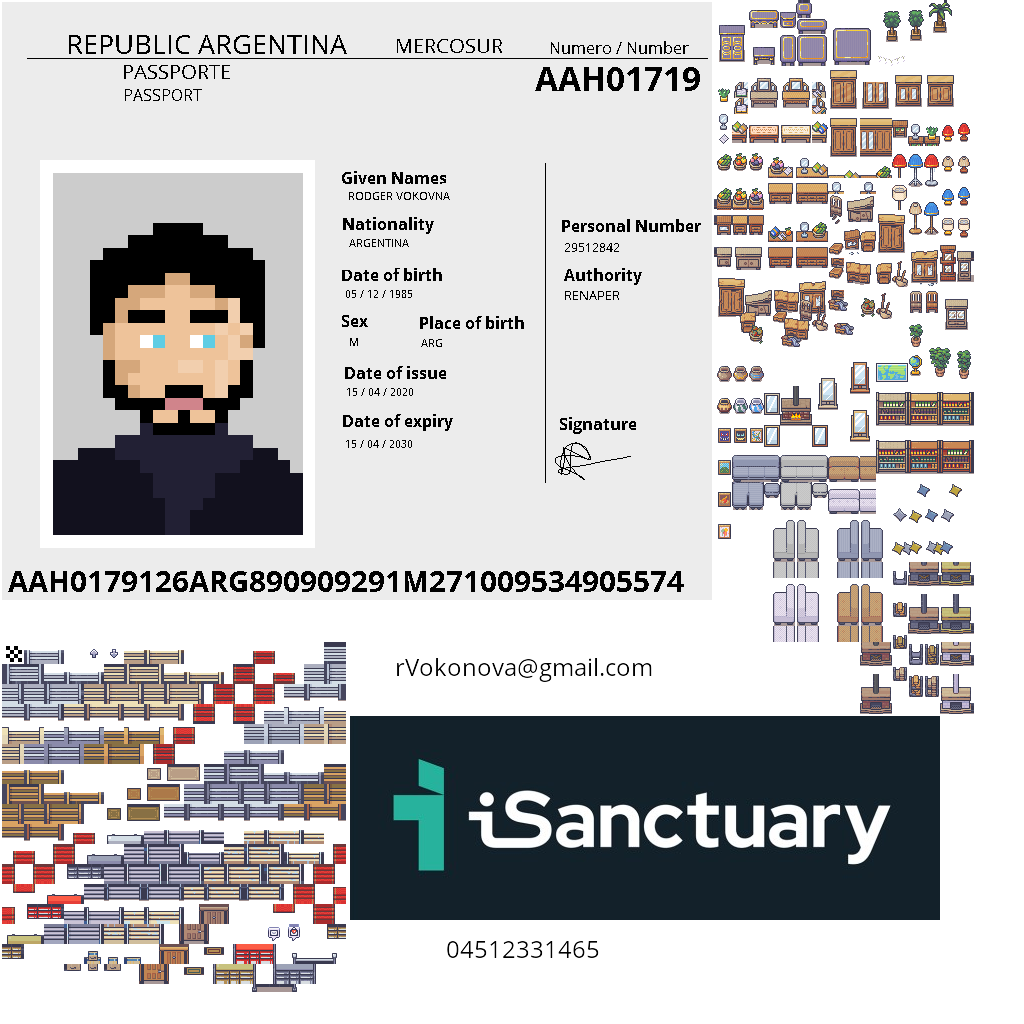 REPUBLIC ARGENTINA
MERCOSUR
Numero / Number
PASSPORTE
AAH01719
PASSPORT
Given Names
RODGER VOKOVNA
Nationality
ARGENTINA
Personal Number
29512842
Date of birth
05 / 12 / 1985
Authority
RENAPER
Sex
Place of birth
M
ARG
Date of issue
15 / 04 / 2020
Date of expiry
15 / 04 / 2030
Signature
AAH0179126ARG890909291M271009534905574
rVokonova@gmail.com
iSanctuary
04512331465